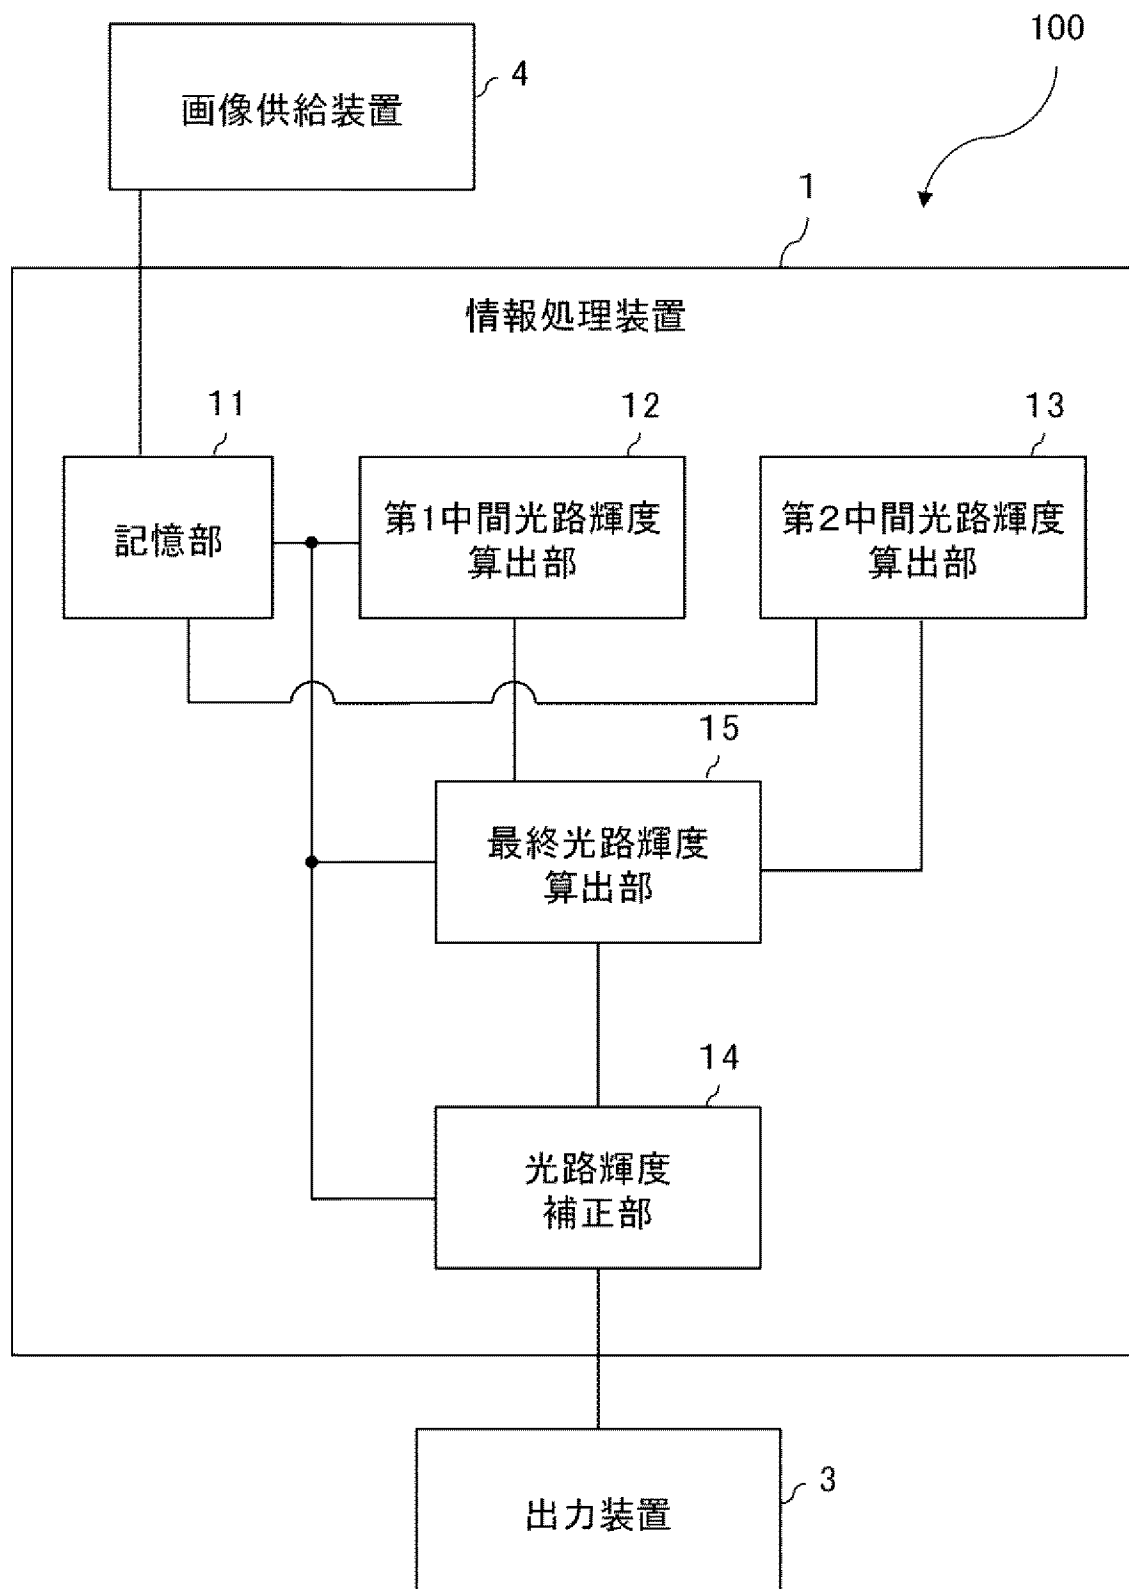 100
4
画像供給装置
1
情報処理装置
11
12
13
記憶部
第1中間光路輝度
算出部
第2中間光路輝度
算出部
15
最終光路輝度
算出部
14
光路輝度
補正部
3
出力装置